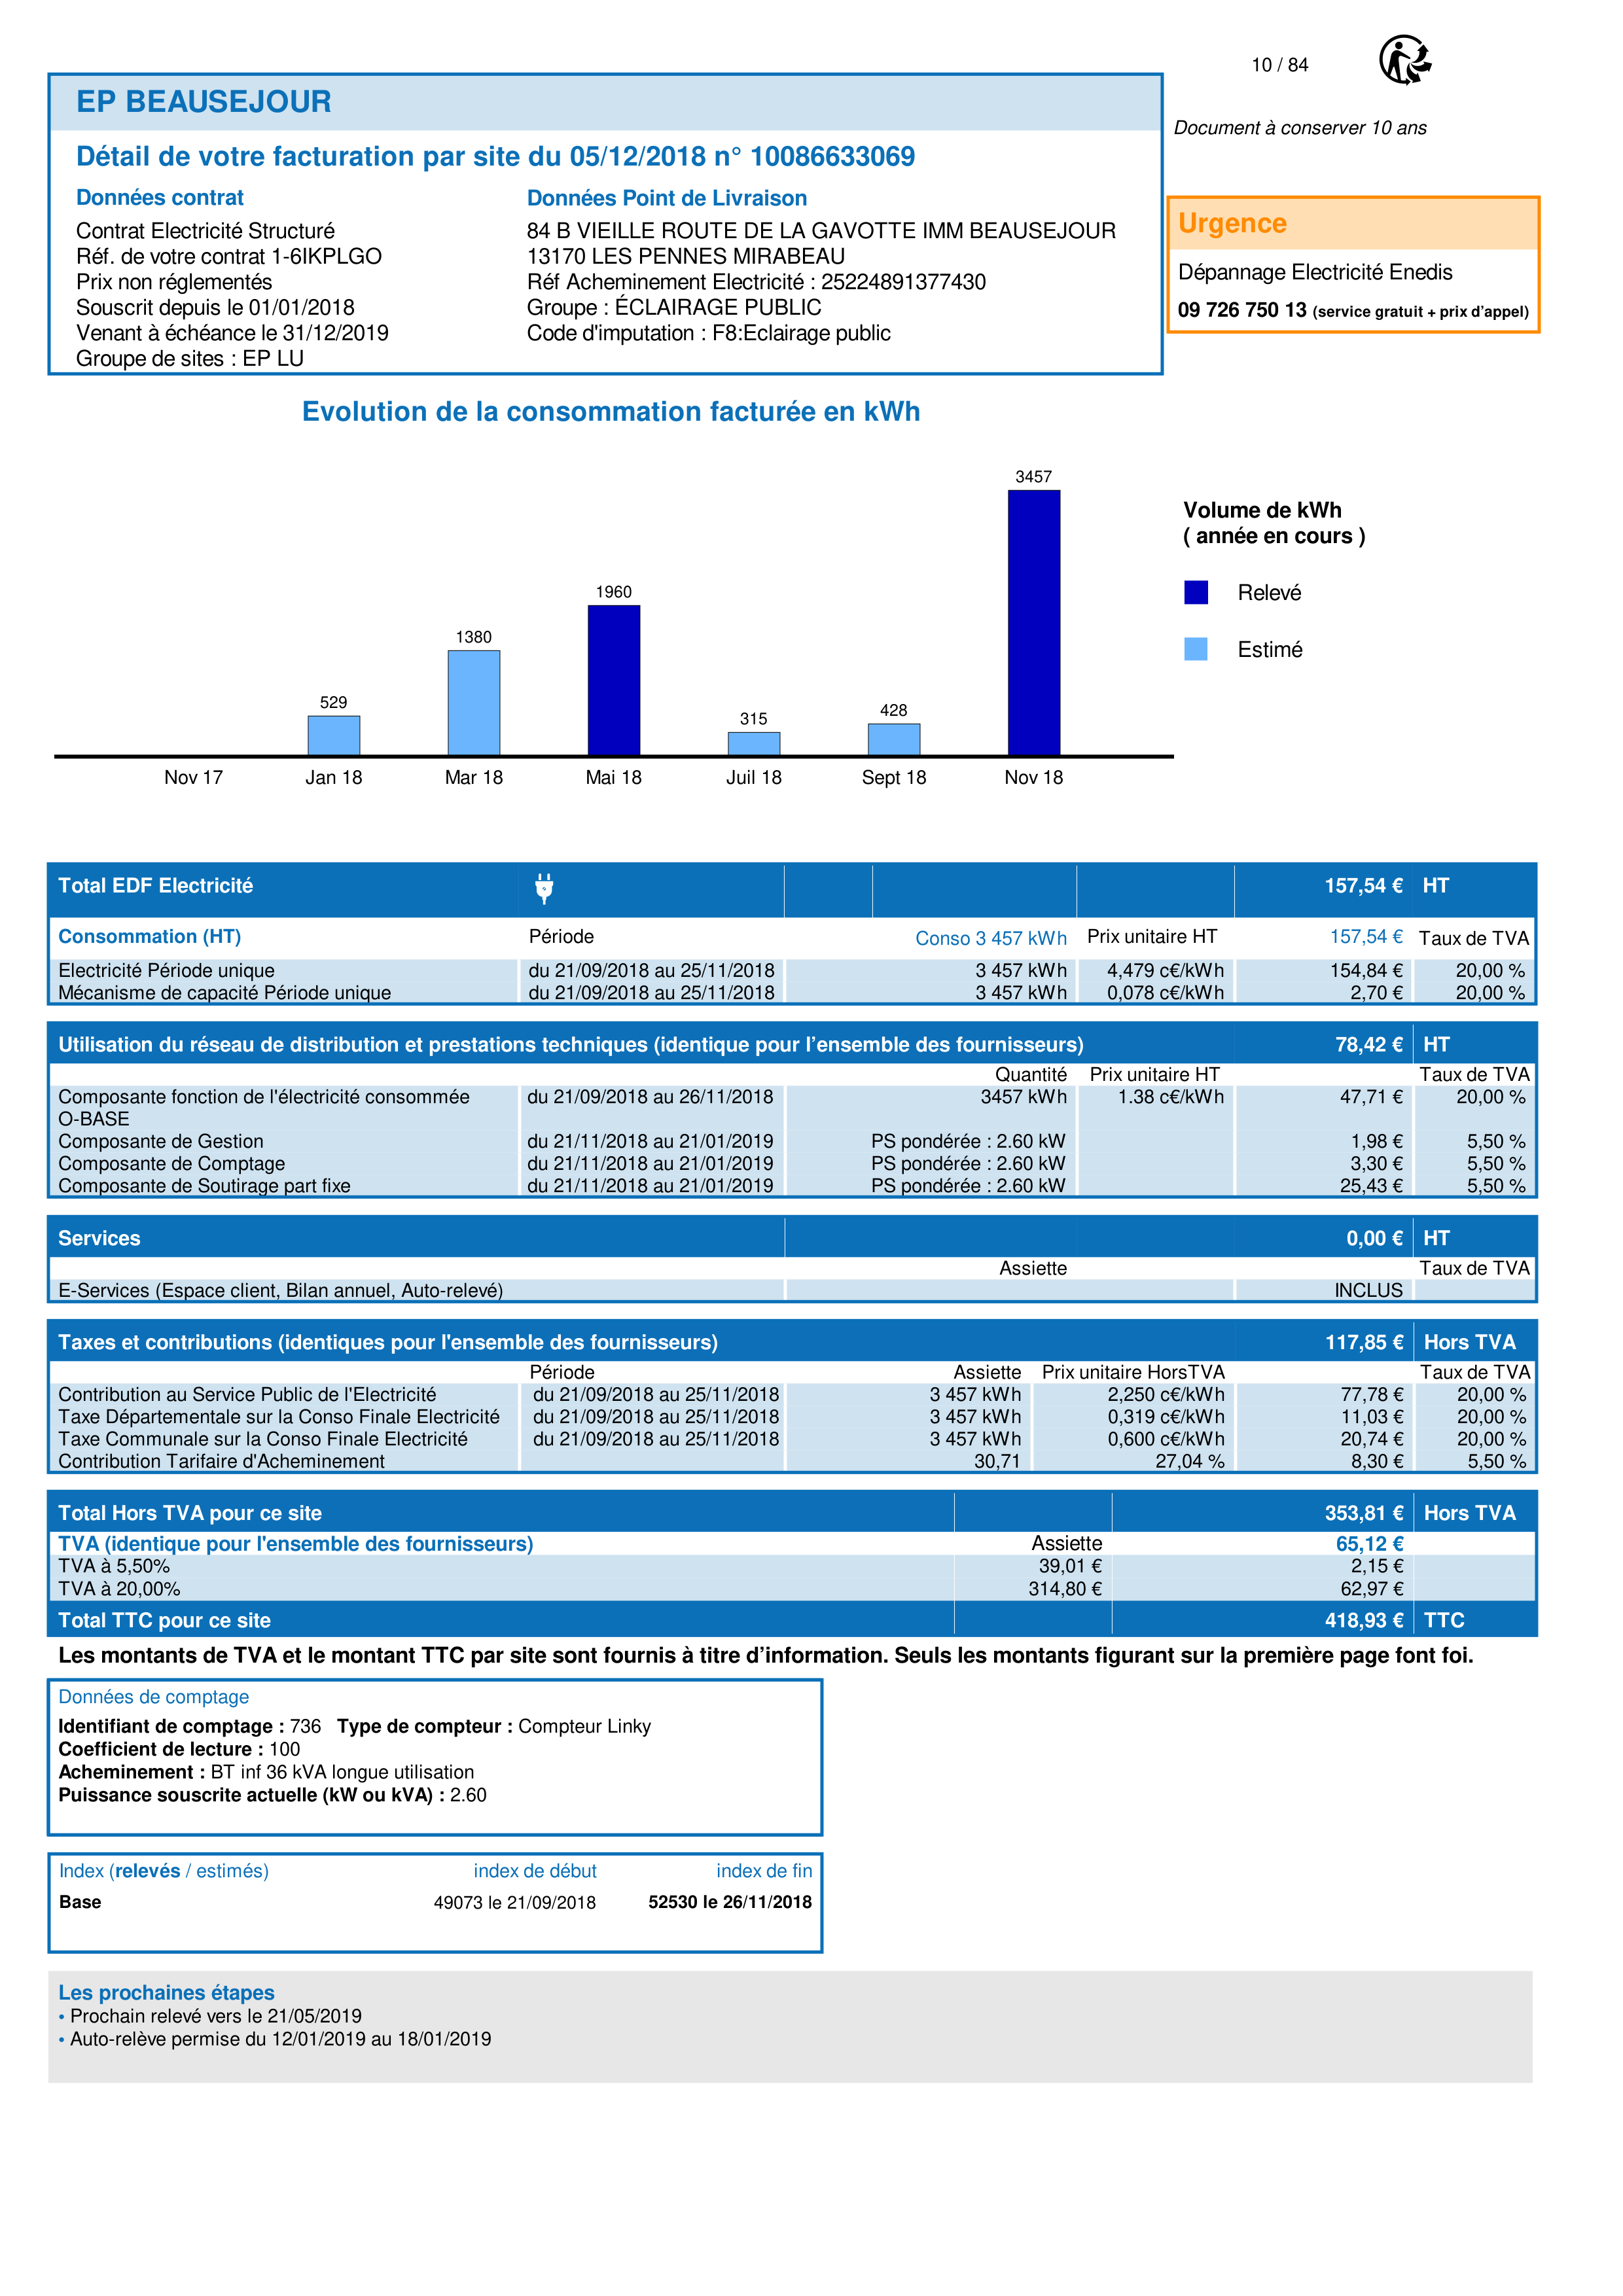 10 / 84
EP BEAUSEJOUR
Document à conserver 10 ans
Détail de votre facturation par site du 05/12/2018 n° 10086633069
Données contrat
Contrat Electricité Structuré
Réf. de votre contrat 1-6IKPLGO
Prix non réglementés
Souscrit depuis le 01/01/2018
Venant à échéance le 31/12/2019
Groupe de sites : EP LU
Données Point de Livraison
84 B VIEILLE ROUTE DE LA GAVOTTE IMM BEAUSEJOUR
13170 LES PENNES MIRABEAU
Réf Acheminement Electricité : 25224891377430
Groupe : ÉCLAIRAGE PUBLIC
Code d'imputation : F8:Eclairage public
Urgence
Dépannage Electricité Enedis
09 726 750 13 (service gratuit + prix d’appel)
Evolution de la consommation facturée en kWh
529
1380
1960
315
428
3457
Nov 17 Jan 18 Mar 18 Mai 18 Juil 18 Sept 18 Nov 18
Volume de kWh
( année en cours )
Relevé
Estimé
Total EDF Electricité 157,54 € HT
Consommation (HT) Période Conso 3 457 kWh Prix unitaire HT 157,54 € Taux de TVA
Electricité Période unique du 21/09/2018 au 25/11/2018 3 457 kWh 4,479 c€/kWh 154,84 € 20,00 %
Mécanisme de capacité Période unique du 21/09/2018 au 25/11/2018 3 457 kWh 0,078 c€/kWh 2,70 € 20,00 %
Utilisation du réseau de distribution et prestations techniques (identique pour l’ensemble des fournisseurs) 78,42 € HT
Quantité Prix unitaire HT Taux de TVA
Composante fonction de l'électricité consommée du 21/09/2018 au 26/11/2018 3457 kWh 1.38 c€/kWh 47,71 € 20,00 %
O-BASE
Composante de Gestion du 21/11/2018 au 21/01/2019 PS pondérée : 2.60 kW 1,98 € 5,50 %
Composante de Comptage du 21/11/2018 au 21/01/2019 PS pondérée : 2.60 kW 3,30 € 5,50 %
Composante de Soutirage part fixe du 21/11/2018 au 21/01/2019 PS pondérée : 2.60 kW 25,43 € 5,50 %
Services 0,00 € HT
Assiette Taux de TVA
E-Services (Espace client, Bilan annuel, Auto-relevé) INCLUS
Taxes et contributions (identiques pour l'ensemble des fournisseurs) 117,85 € Hors TVA
Période Assiette Prix unitaire HorsTVA Taux de TVA
Contribution au Service Public de l'Electricité du 21/09/2018 au 25/11/2018 3 457 kWh 2,250 c€/kWh 77,78 € 20,00 %
Taxe Départementale sur la Conso Finale Electricité du 21/09/2018 au 25/11/2018 3 457 kWh 0,319 c€/kWh 11,03 € 20,00 %
Taxe Communale sur la Conso Finale Electricité du 21/09/2018 au 25/11/2018 3 457 kWh 0,600 c€/kWh 20,74 € 20,00 %
Contribution Tarifaire d'Acheminement 30,71 27,04 % 8,30 € 5,50 %
Total Hors TVA pour ce site 353,81 € Hors TVA
TVA (identique pour l'ensemble des fournisseurs) Assiette 65,12 €
TVA à 5,50% 39,01 € 2,15 €
TVA à 20,00% 314,80 € 62,97 €
Total TTC pour ce site 418,93 € TTC
Les montants de TVA et le montant TTC par site sont fournis à titre d’information. Seuls les montants figurant sur la première page font foi.
Données de comptage
Identifiant de comptage : 736 Type de compteur : Compteur Linky
Coefficient de lecture : 100
Acheminement : BT inf 36 kVA longue utilisation
Puissance souscrite actuelle (kW ou kVA) : 2.60
Index (relevés / estimés) index de début index de fin
Base 49073 le 21/09/2018 52530 le 26/11/2018
Les prochaines étapes
• Prochain relevé vers le 21/05/2019
• Auto-relève permise du 12/01/2019 au 18/01/2019